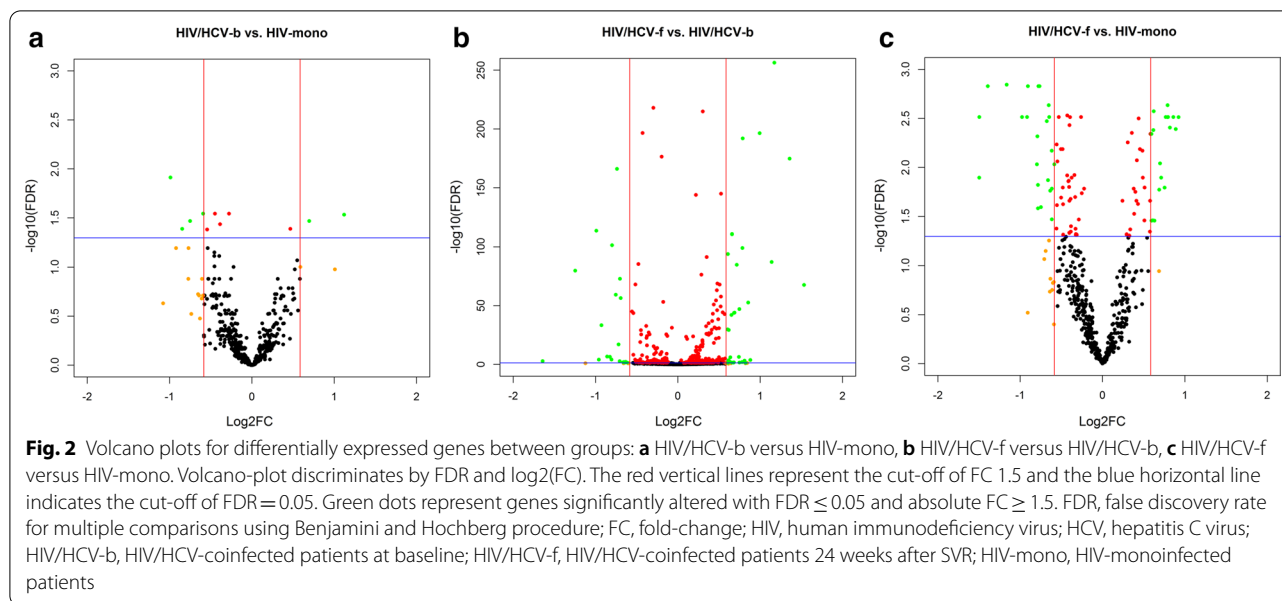 a
HIV/HCV-b vs. HIV-mono
-log10(FDR)
3.0
2.5
2.0
1.5
1.0
0.5
0.0
-2
-1
0
1
2
Log2FC
b
HIV/HCV-f vs. HIV/HCV-b
-log10(FDR)
250
200
150
100
50
0
-2
-1
0
1
2
Log2FC
c
HIV/HCV-f vs. HIV-mono
-log10(FDR)
3.0
2.5
2.0
1.5
1.0
0.5
0.0
-2
-1
0
1
2
Log2FC
Fig. 2 Volcano plots for differentially expressed genes between groups: a HIV/HCV-b versus HIV-mono, b HIV/HCV-f versus HIV/HCV-b, c HIV/HCV-f
versus HIV-mono. Volcano-plot discriminates by FDR and log2(FC). The red vertical lines represent the cut-off of FC 1.5 and the blue horizontal line
indicates the cut-off of FDR = 0.05. Green dots represent genes significantly altered with FDR ≤ 0.05 and absolute FC ≥ 1.5. FDR, false discovery rate
for multiple comparisons using Benjamini and Hochberg procedure; FC, fold-change; HIV, human immunodeficiency virus; HCV, hepatitis C virus;
HIV/HCV-b, HIV/HCV-coinfected patients at baseline; HIV/HCV-f, HIV/HCV-coinfected patients 24 weeks after SVR; HIV-mono, HIV-monoinfected
patients